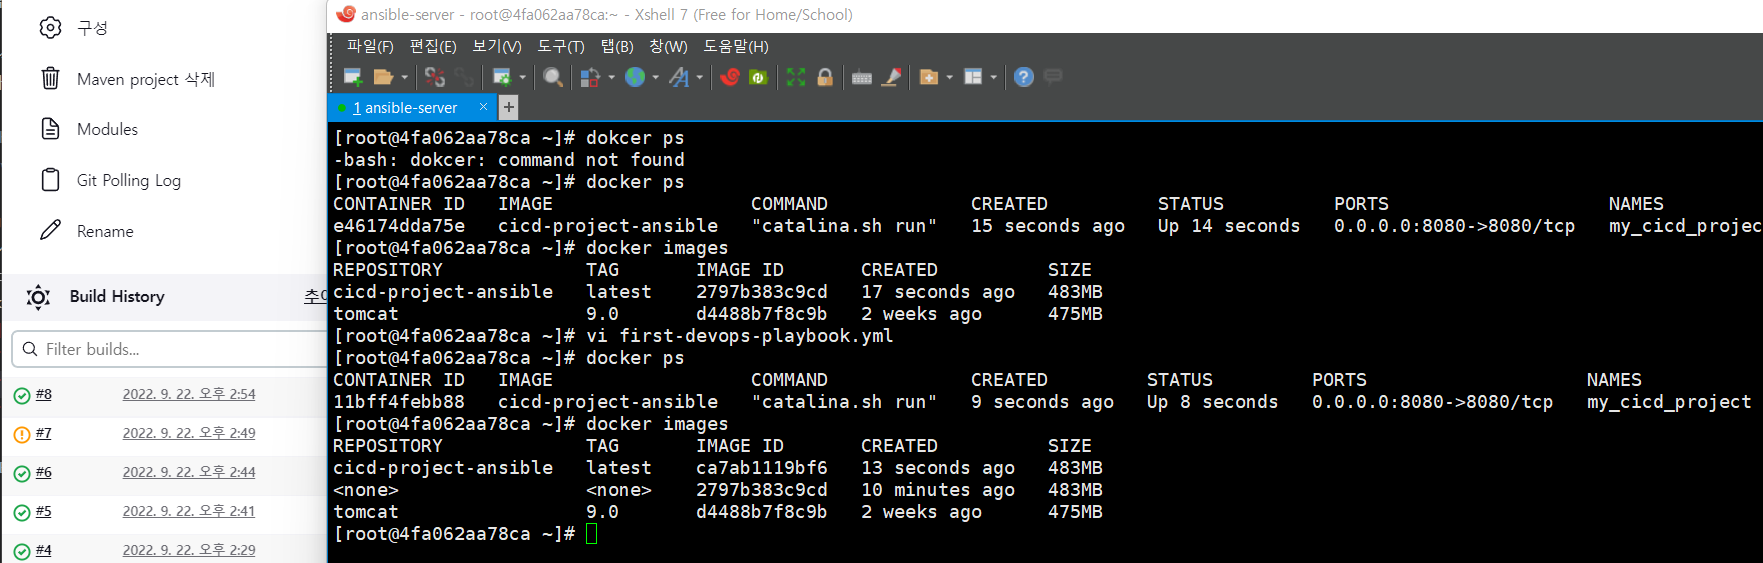 구성
Maven project 삭제
Modules
Git Polling Log
Rename
Build History
Filter builds...
#8 2022. 9. 22. 오후 2:54
#7 2022. 9. 22. 오후 2:49
#6 2022. 9. 22. 오후 2:44
#5 2022. 9. 22. 오후 2:41
#4 2022. 9. 22. 오후 2:29
ansible-server - root@4fa062aa78ca:~ - Xshell 7 (Free for Home/School)
파일(F) 편집(E) 보기(V) 도구(T) 탭(B) 창(W) 도움말(H)
1 ansible-server × +
[root@4fa062aa78ca ~]# dokcer ps
-bash: dokcer: command not found
[root@4fa062aa78ca ~]# docker ps
CONTAINER ID IMAGE COMMAND CREATED STATUS PORTS NAMES
e46174dda75e cicd-project-ansible "catalina.sh run" 15 seconds ago Up 14 seconds 0.0.0.0:8080->8080/tcp my_cicd_projec
[root@4fa062aa78ca ~]# docker images
REPOSITORY TAG IMAGE ID CREATED SIZE
cicd-project-ansible latest 2797b383c9cd 17 seconds ago 483MB
tomcat 9.0 d4488b7f8c9b 2 weeks ago 475MB
[root@4fa062aa78ca ~]# vi first-devops-playbook.yml
[root@4fa062aa78ca ~]# docker ps
CONTAINER ID IMAGE COMMAND CREATED STATUS PORTS NAMES
11bff4febb88 cicd-project-ansible "catalina.sh run" 9 seconds ago Up 8 seconds 0.0.0.0:8080->8080/tcp my_cicd_project
[root@4fa062aa78ca ~]# docker images
REPOSITORY TAG IMAGE ID CREATED SIZE
cicd-project-ansible latest ca7ab1119bf6 13 seconds ago 483MB
<none> <none> 2797b383c9cd 10 minutes ago 483MB
tomcat 9.0 d4488b7f8c9b 2 weeks ago 475MB
[root@4fa062aa78ca ~]#